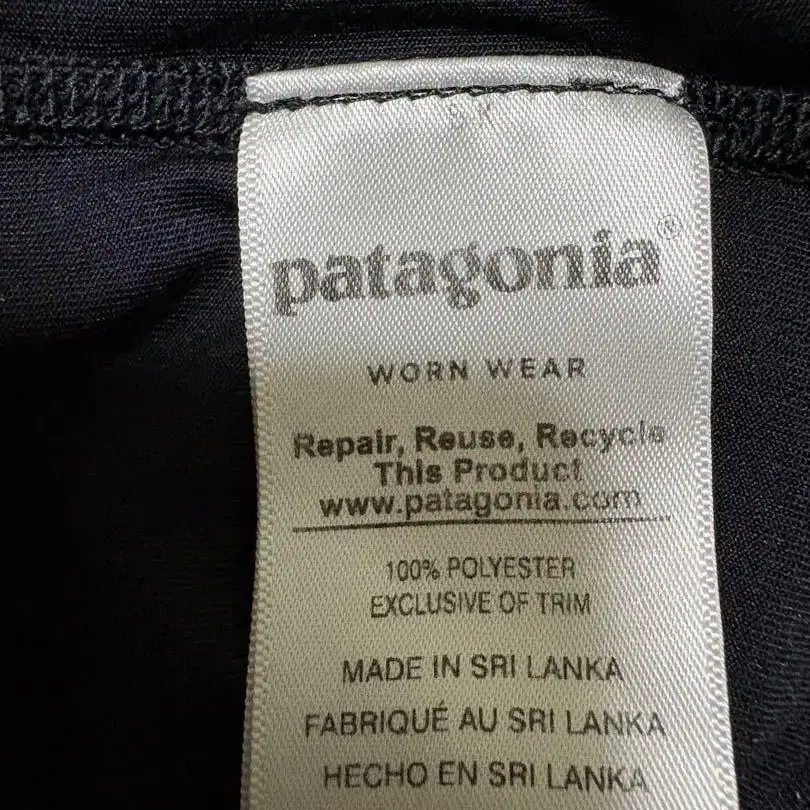 patagonia®
WORN WEAR
Repair, Reuse, Recycle
This Product
www.patagonia.com
100% POLYESTER
EXCLUSIVE OF TRIM
MADE IN SRI LANKA
FABRIQUÉ AU SRI LANKA
HECHO EN SRI LANKA